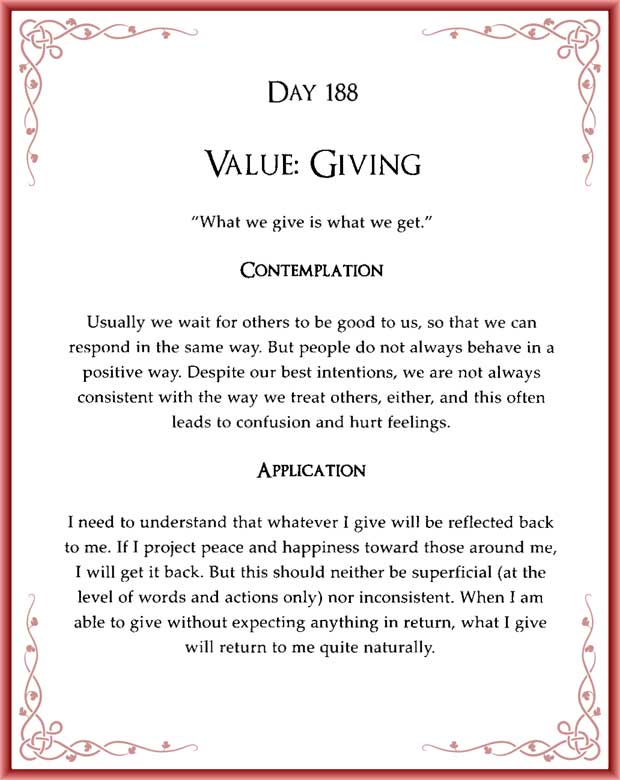 Day 188
Value: Giving
"What we give is what we get."
Contemplation
Usually we wait for others to be good to us, so that we can
respond in the same way. But people do not always behave in a
positive way. Despite our best intentions, we are not always
consistent with the way we treat others, either, and this often
leads to confusion and hurt feelings.
Application
I need to understand that whatever I give will be reflected back
to me. If I project peace and happiness toward those around me,
I will get it back. But this should neither be superficial (at the
level of words and actions only) nor inconsistent. When I am
able to give without expecting anything in return, what I give
will return to me quite naturally.